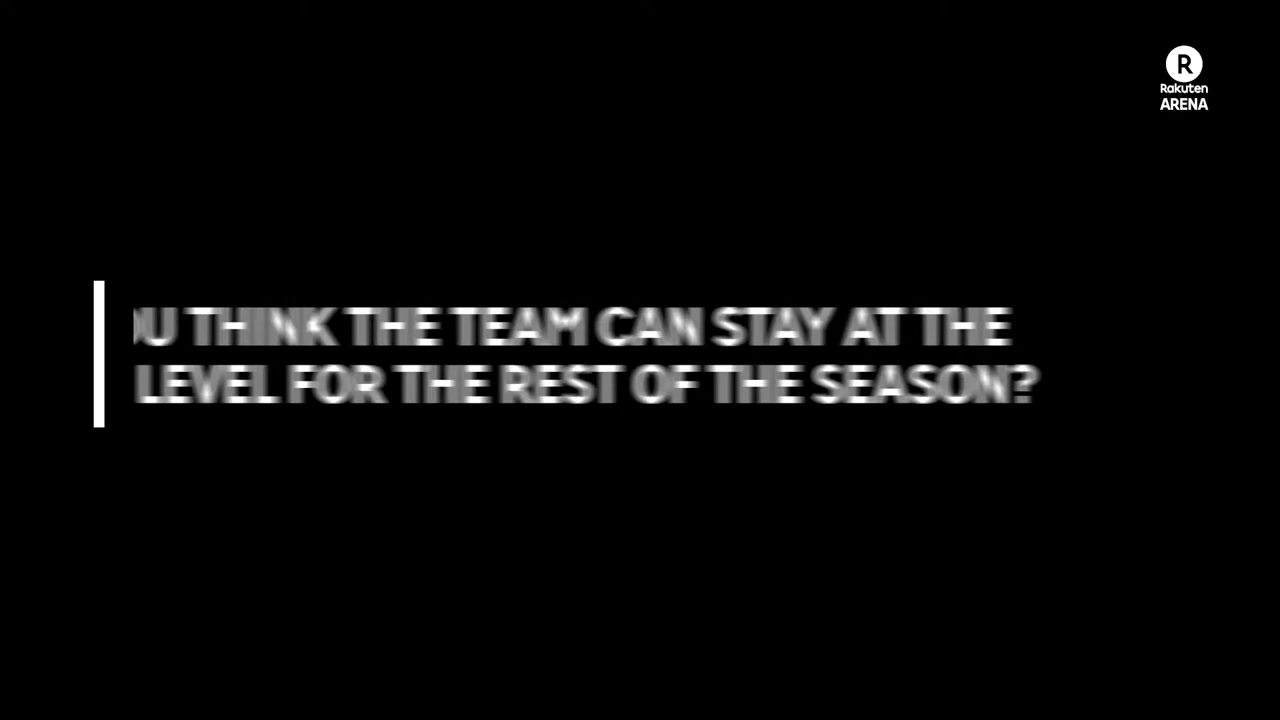 R
Rakuten
ARENA
THINK THE TEAM CAN STAY AT THE
LEVEL FOR THE REST OF THE SEASON?